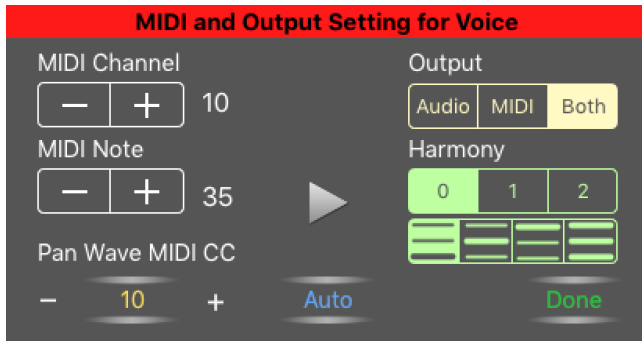 MIDI and Output Setting for Voice
MIDI Channel
− + 10
Output
Audio MIDI Both
MIDI Note
− + 35
Harmony
0 1 2
Pan Wave MIDI CC
− 10 +
Auto
Done